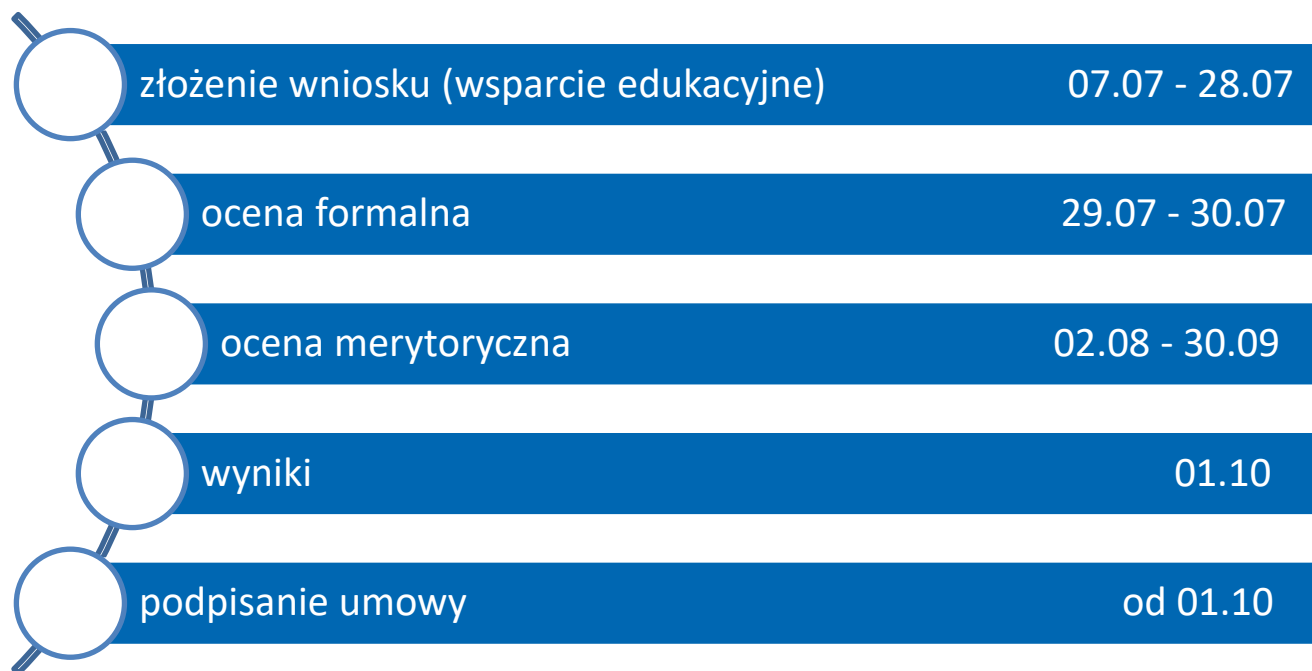 złożenie wniosku (wsparcie edukacyjne) 07.07 - 28.07
ocena formalna 29.07 - 30.07
ocena merytoryczna 02.08 - 30.09
wyniki 01.10
podpisanie umowy od 01.10